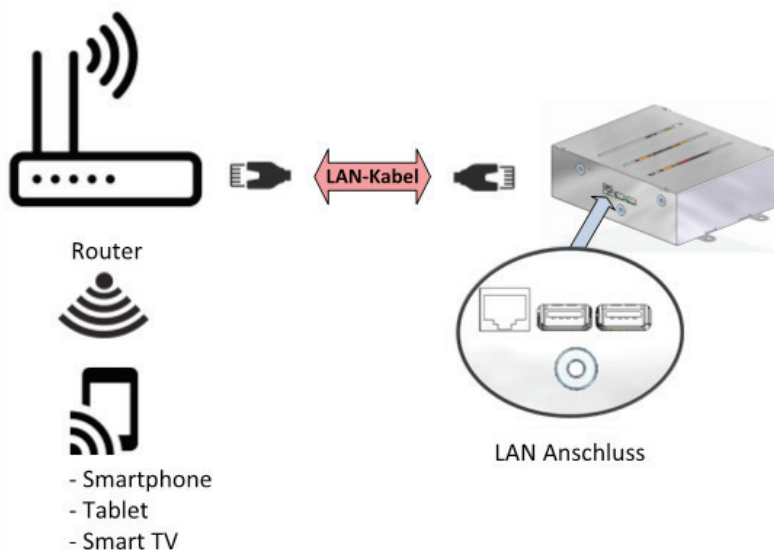 LAN-Kabel
Router
LAN Anschluss
- Smartphone
- Tablet
- Smart TV